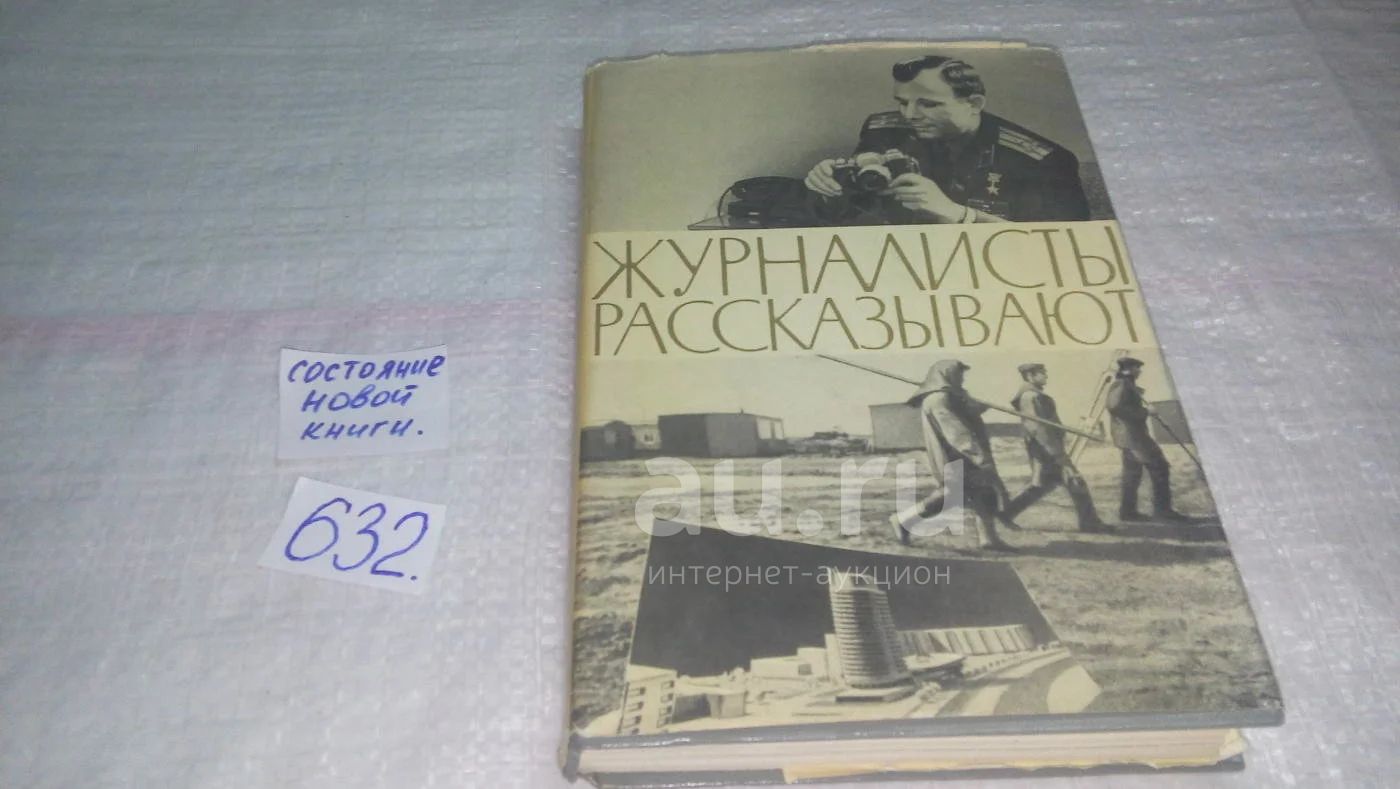 ЖУРНАЛИСТЫ
РАССКАЗЫВАЮТ
состояние
новой
книги.
632.
au.ru
интернет-аукцион